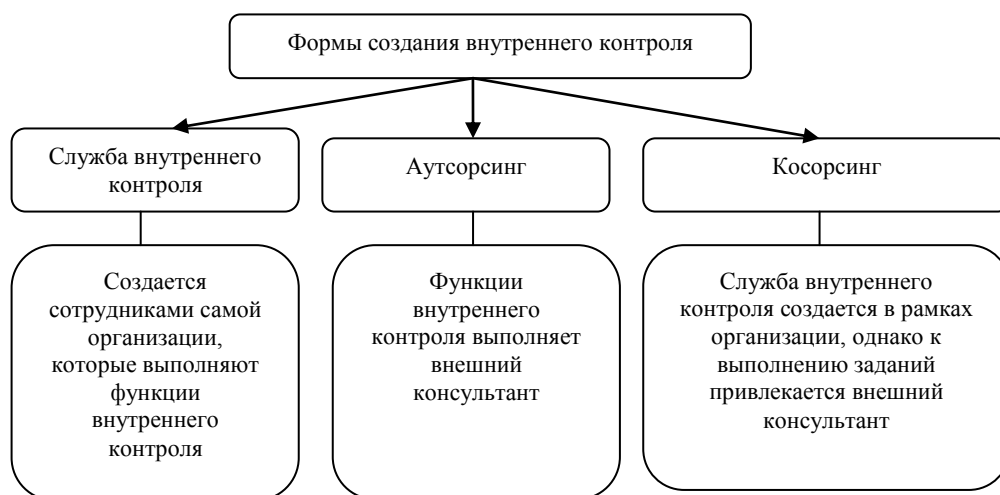 Формы создания внутреннего контроля
Служба внутреннего
контроля
Аутсорсинг
Косорсинг
Создается
сотрудниками самой
организации,
которые выполняют
функции
внутреннего
контроля
Функции
внутреннего
контроля выполняет
внешний
консультант
Служба внутреннего
контроля создается в рамках
организации, однако к
выполнению заданий
привлекается внешний
консультант